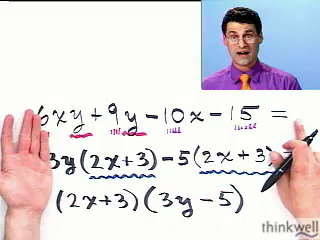 6xy + 9y - 10x - 15 =
3y(2x+3) - 5(2x+3)
(2x+3)(3y-5)
thinkwell